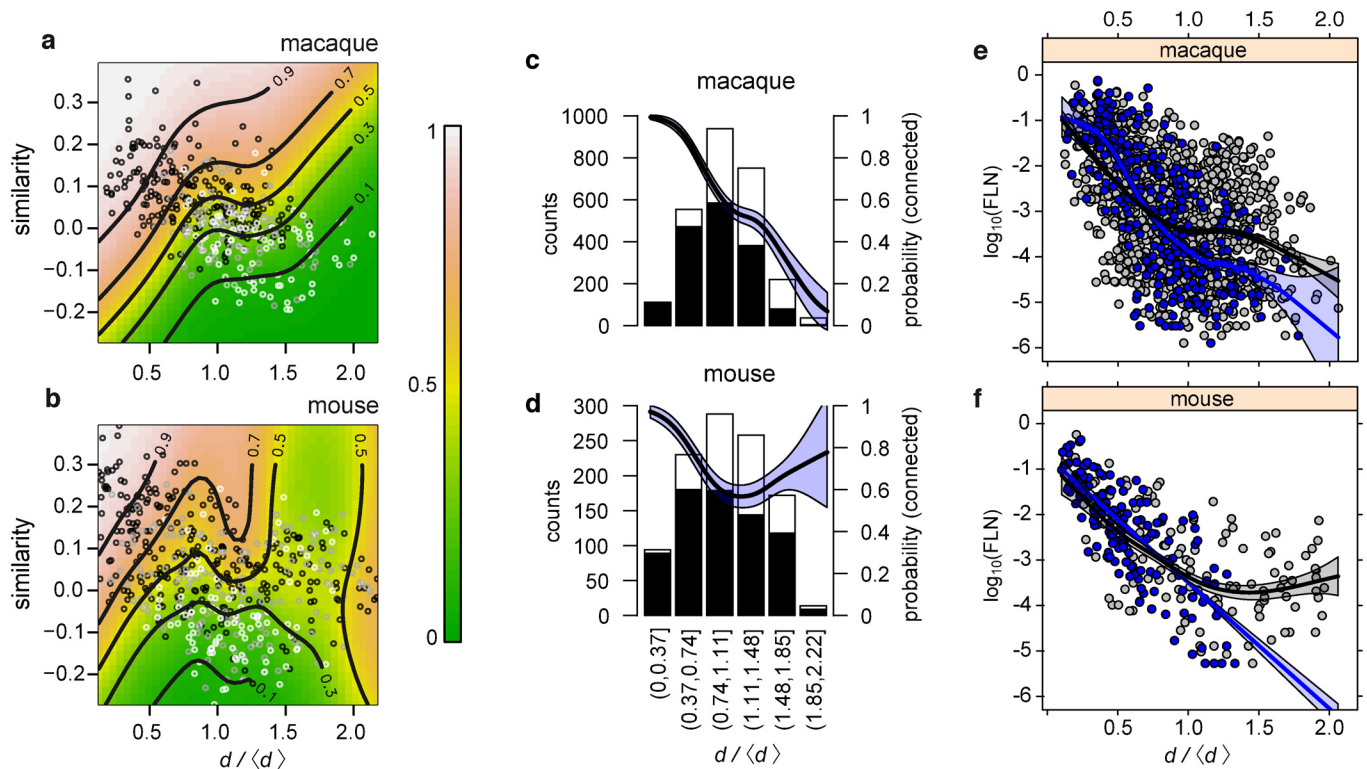 a
macaque
similarity
0.3
0.2
0.1
0.0
−0.1
−0.2
0.9
0.7
0.5
0.3
0.1
0.5 1.0 1.5 2.0
b
mouse
similarity
0.3
0.2
0.1
0.0
−0.1
−0.2
0.9
0.7
0.5
0.5
0.3
0.1
0.5 1.0 1.5 2.0
d / ⟨d⟩
1
0.5
0
c
macaque
counts
1000
800
600
400
200
0
1
0.8
0.6
0.4
0.2
0
probability (connected)
d
mouse
counts
300
250
200
150
100
50
0
1
0.8
0.6
0.4
0.2
0
probability (connected)
(0,0.37]
(0.37,0.74]
(0.74,1.11]
(1.11,1.48]
(1.48,1.85]
(1.85,2.22]
d / ⟨d⟩
0.5 1.0 1.5 2.0
e
macaque
log10(FLN)
0
-1
-2
-3
-4
-5
-6
f
mouse
log10(FLN)
0
-1
-2
-3
-4
-5
-6
0.5 1.0 1.5 2.0
d / ⟨d⟩